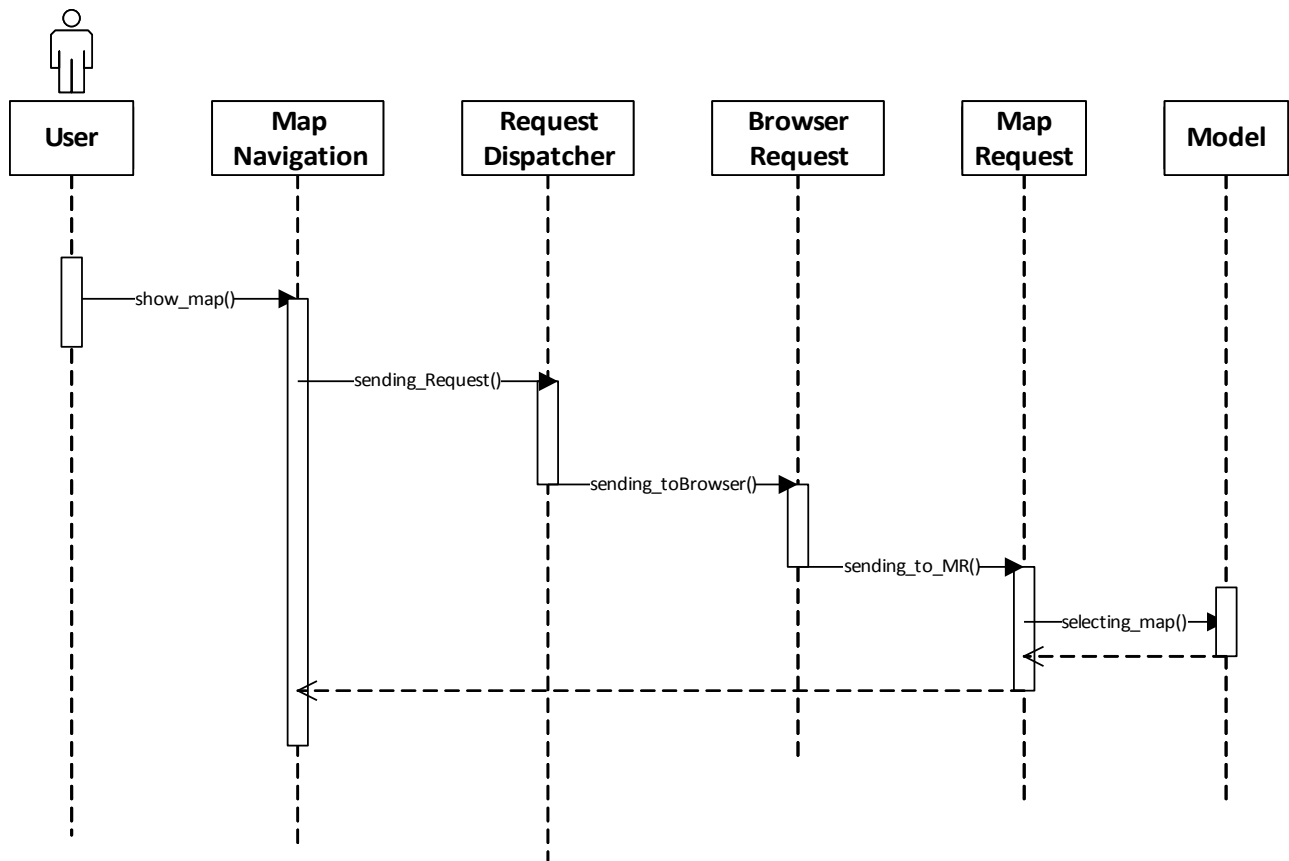 User
Map
Navigation
Request
Dispatcher
Browser
Request
Map
Request
Model
show_map()
sending_Request()
sending_toBrowser()
sending_to_MR()
selecting_map()